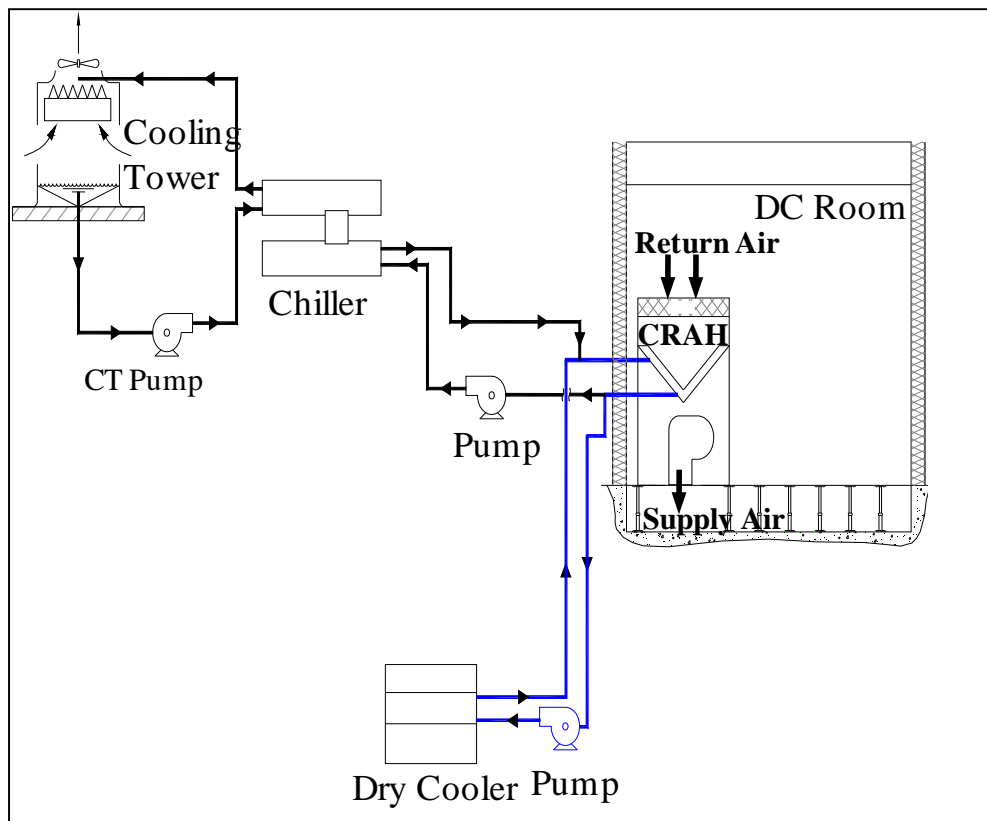 Cooling
Tower
DC Room
Return Air
Chiller
CRAH
CT Pump
Pump
Supply Air
Dry Cooler
Pump